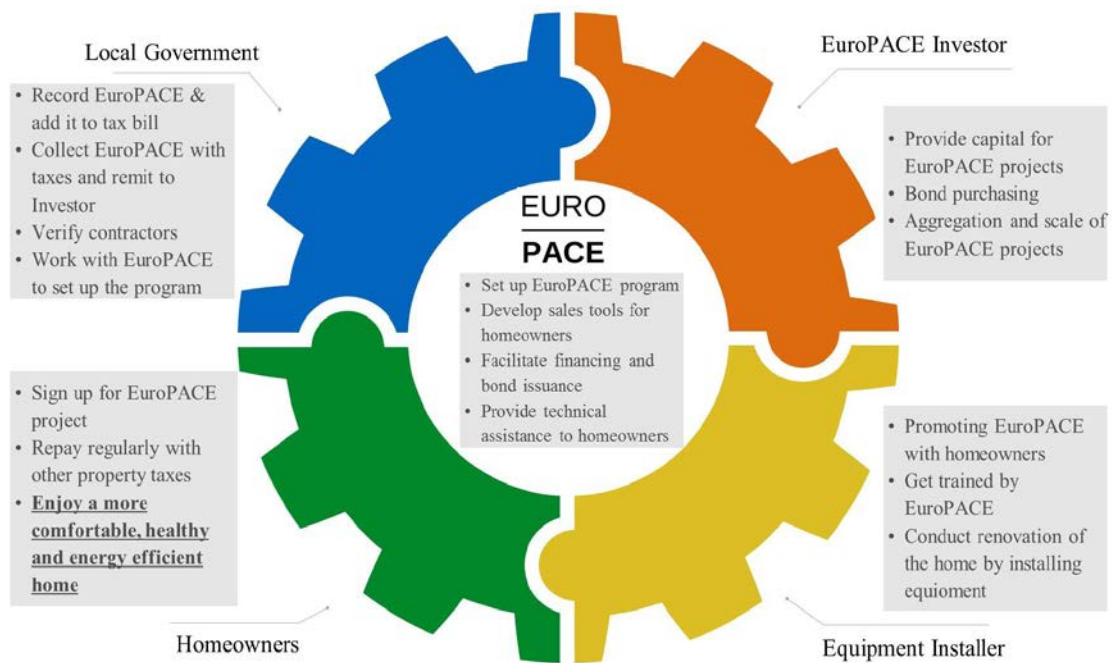 Local Government
• Record EuroPACE &
add it to tax bill
• Collect EuroPACE with
taxes and remit to
Investor
• Verify contractors
• Work with EuroPACE
to set up the program
EuroPACE Investor
• Provide capital for
EuroPACE projects
• Bond purchasing
• Aggregation and scale of
EuroPACE projects
EURO
PACE
• Set up EuroPACE program
• Develop sales tools for
homeowners
• Facilitate financing and
bond issuance
• Provide technical
assistance to homeowners
• Sign up for EuroPACE
project
• Repay regularly with
other property taxes
• Enjoy a more
comfortable, healthy
and energy efficient
home
Homeowners
• Promoting EuroPACE
with homeowners
• Get trained by
EuroPACE
• Conduct renovation of
the home by installing
equioment
Equipment Installer